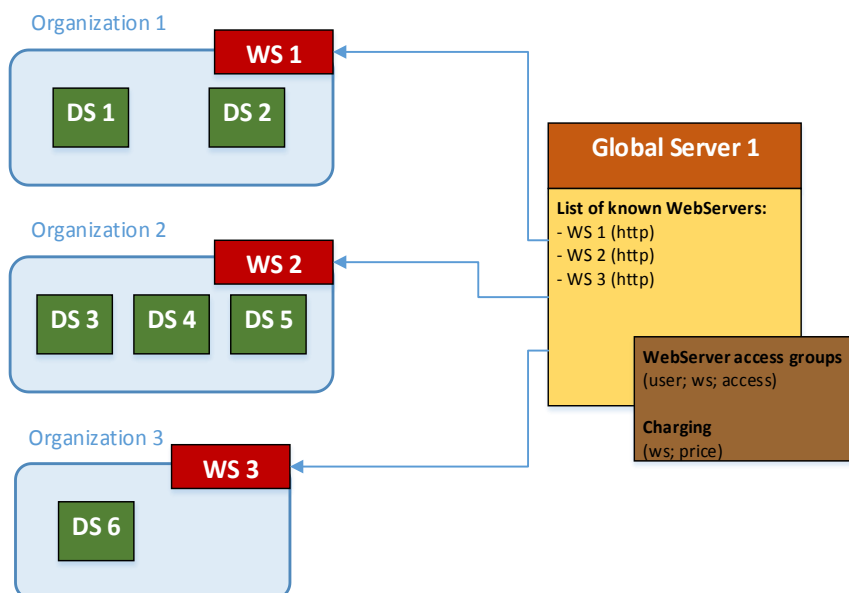 Organization 1
WS 1
DS 1
DS 2
Organization 2
WS 2
DS 3
DS 4
DS 5
Organization 3
WS 3
DS 6
Global Server 1
List of known WebServers:
- WS 1 (http)
- WS 2 (http)
- WS 3 (http)
WebServer access groups
(user; ws; access)
Charging
(ws; price)